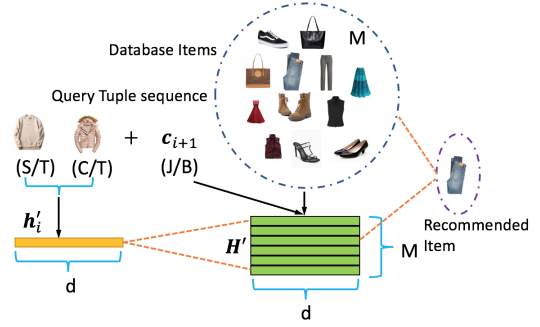 Database Items
M
Query Tuple sequence
+
c_{i+1}
(S/T)
(C/T)
(J/B)
h'_i
H'
M
Recommended
Item
d
d